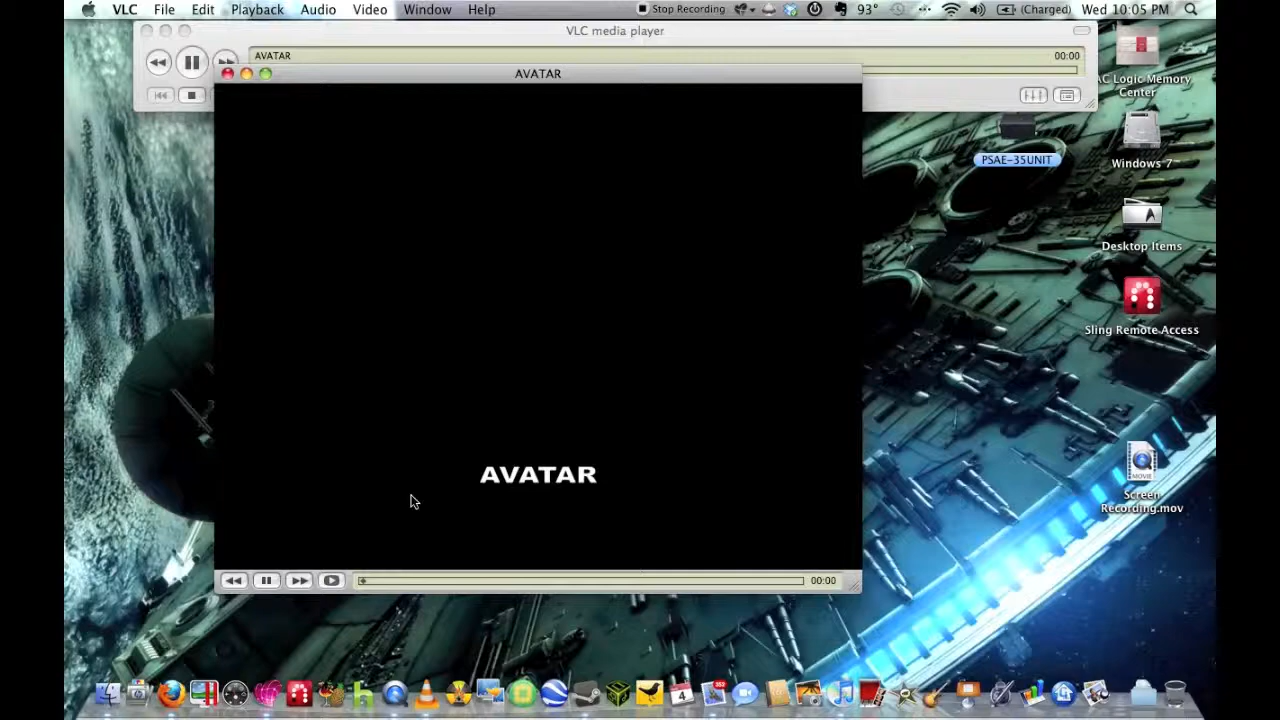 VLC File Edit Playback Audio Video Window Help Stop Recording 93° (Charged) Wed 10:05 PM
VLC media player
AVATAR 00:00
AVATAR
AC Logic Memory
Center
PSAE-35UNIT
Windows 7
Desktop Items
Sling Remote Access
AVATAR
MOVIE
Screen
Recording.mov
00:00
4